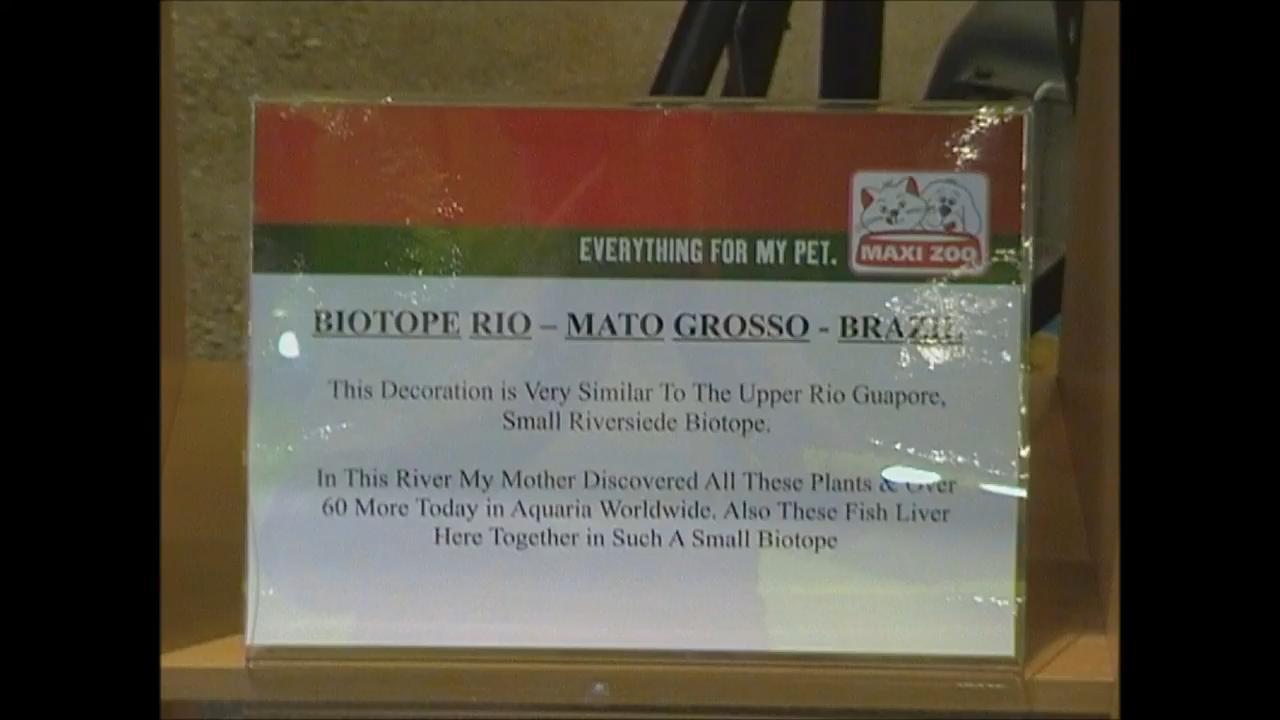 EVERYTHING FOR MY PET.
MAXI ZOO
BIOTOPE RIO – MATO GROSSO - BRAZIL
This Decoration is Very Similar To The Upper Rio Guapore,
Small Riversiede Biotope.
In This River My Mother Discovered All These Plants & Over
60 More Today in Aquaria Worldwide. Also These Fish Liver
Here Together in Such A Small Biotope